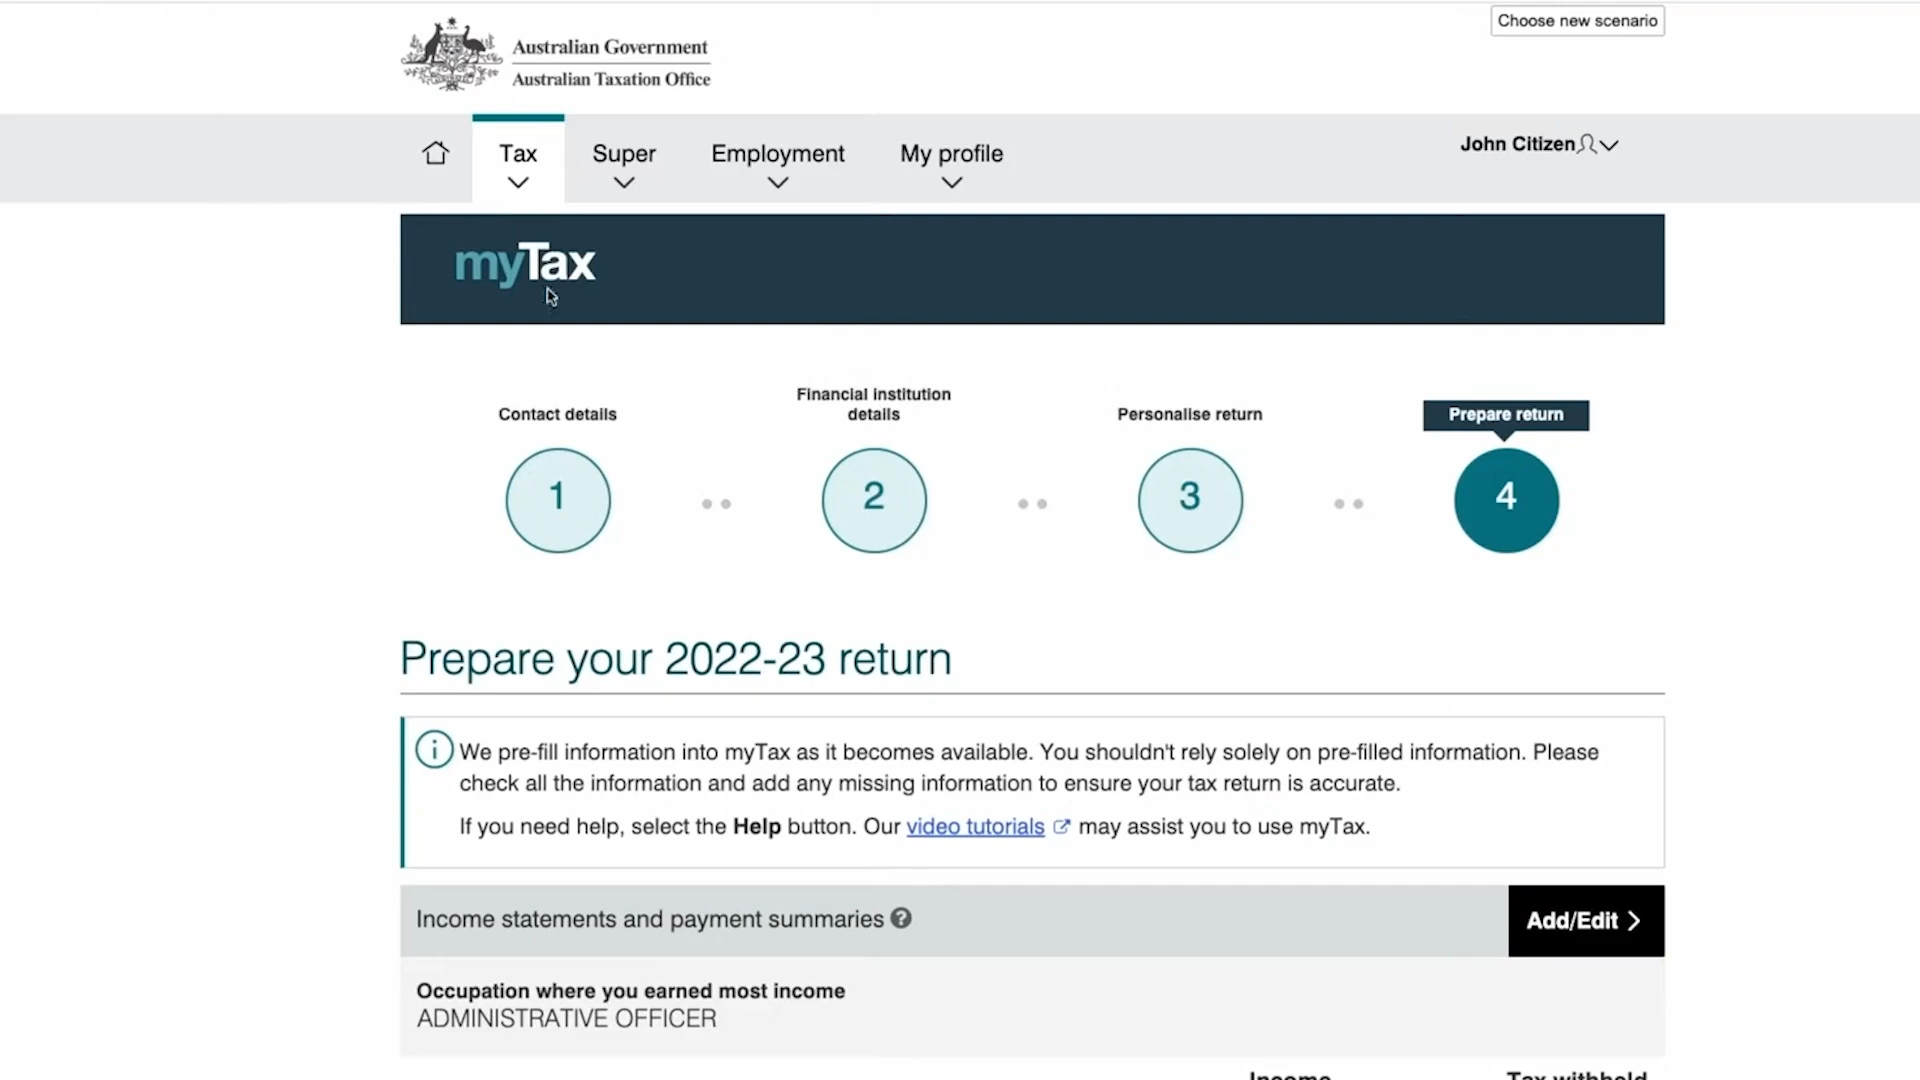 Choose new scenario
Australian Government
Australian Taxation Office
Tax
Super
Employment
My profile
John Citizen
myTax
Contact details
Financial institution
details
Personalise return
Prepare return
1
2
3
4
Prepare your 2022-23 return
We pre-fill information into myTax as it becomes available. You shouldn't rely solely on pre-filled information. Please
check all the information and add any missing information to ensure your tax return is accurate.
If you need help, select the Help button. Our video tutorials may assist you to use myTax.
Income statements and payment summaries
Add/Edit
Occupation where you earned most income
ADMINISTRATIVE OFFICER
Income
Tax withheld